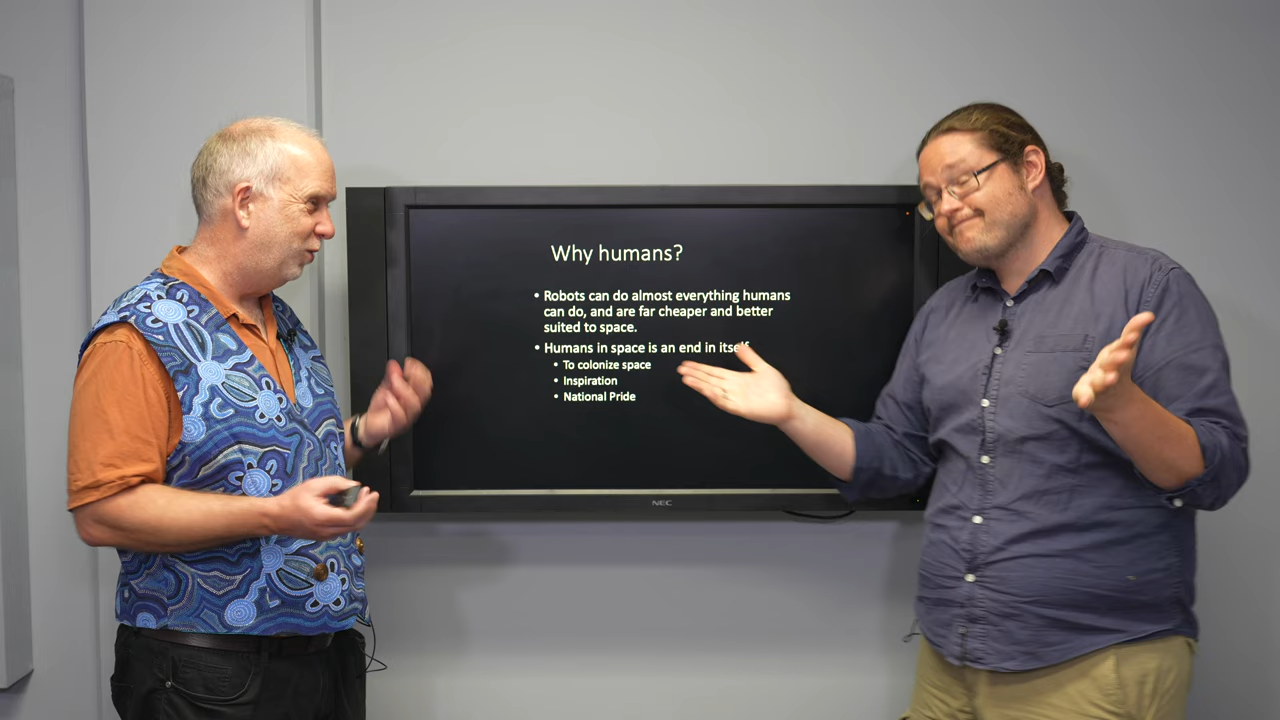 Why humans?
• Robots can do almost everything humans
can do, and are far cheaper and better
suited to space.
• Humans in space is an end in itself
• To colonize space
• Inspiration
• National Pride
NEC